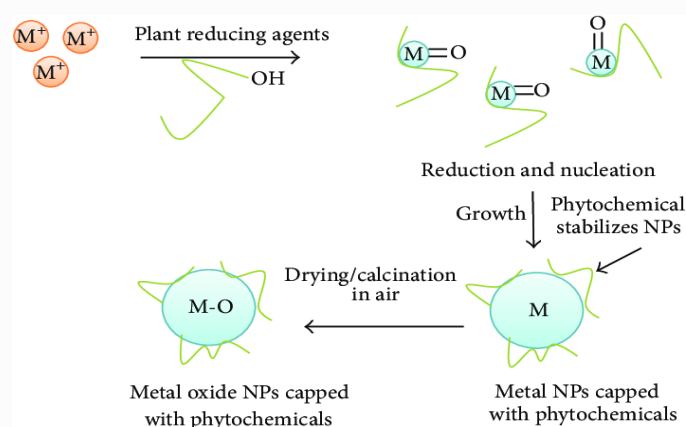 M+ M+
M+
Plant reducing agents
OH
M=O
M=O
O
M
Reduction and nucleation
Growth
Phytochemical
stabilizes NPs
Drying/calcination
in air
M-O
M
Metal oxide NPs capped
with phytochemicals
Metal NPs capped
with phytochemicals